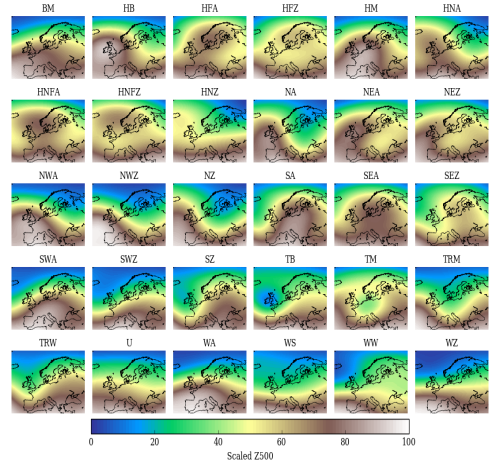 BM HB HFA HFZ HM HNA
HNFA HNFZ HNZ NA NEA NEZ
NWA NWZ NZ SA SEA SEZ
SWA SWZ SZ TB TM TRM
TRW U WA WS WW WZ
0 20 40 60 80 100
Scaled Z500